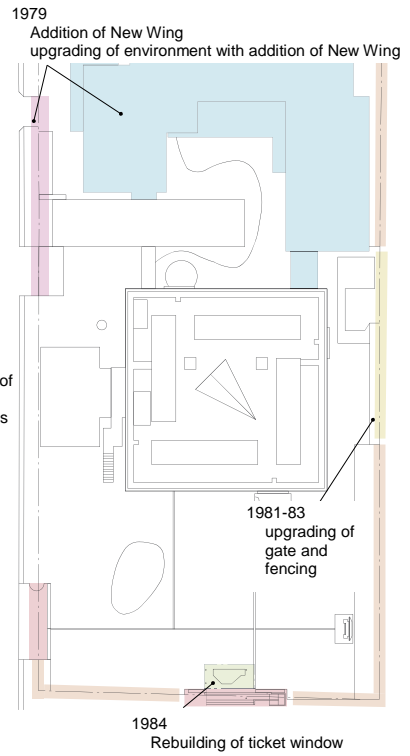 1979
Addition of New Wing
upgrading of environment with addition of New Wing
of
s
1981-83
upgrading of
gate and
fencing
1984
Rebuilding of ticket window